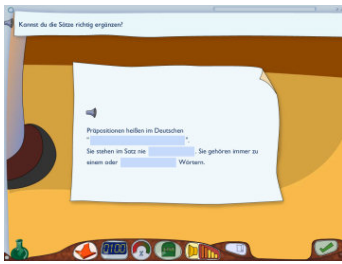 Kannst du die Sätze richtig ergänzen?
Präpositionen heißen im Deutschen
" ".
Sie stehen im Satz nie . Sie gehören immer zu
einem oder Wörtern.